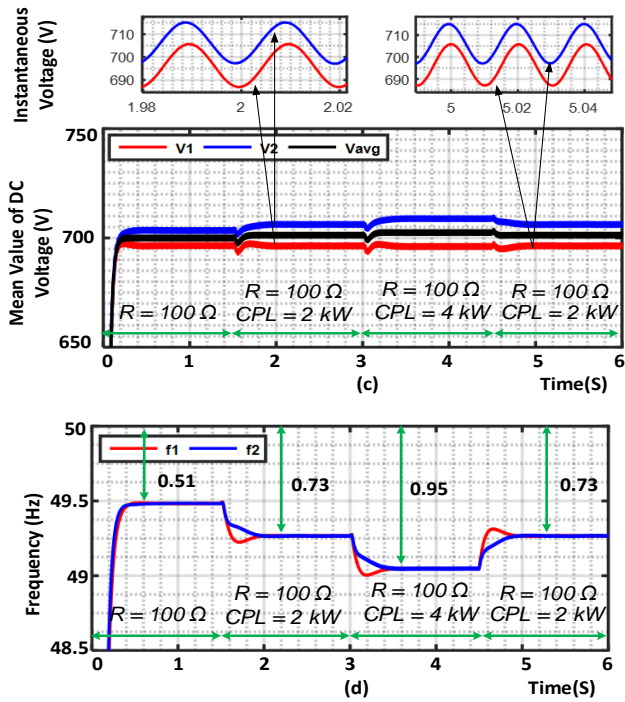 Instantaneous
Voltage (V)
710
700
690
1.98
2
2.02
710
700
690
5
5.02
5.04
Mean Value of DC
Voltage (V)
750
700
650
V1
V2
Vavg
R = 100 Ω
R = 100 Ω
CPL = 2 kW
R = 100 Ω
CPL = 4 kW
R = 100 Ω
CPL = 2 kW
0 1 2 3 4 5 6
(c)
Time(S)
Frequency (Hz)
50
49.5
49
48.5
f1
f2
0.51
0.73
0.95
0.73
R = 100 Ω
R = 100 Ω
CPL = 2 kW
R = 100 Ω
CPL = 4 kW
R = 100 Ω
CPL = 2 kW
0 1 2 3 4 5 6
(d)
Time(S)